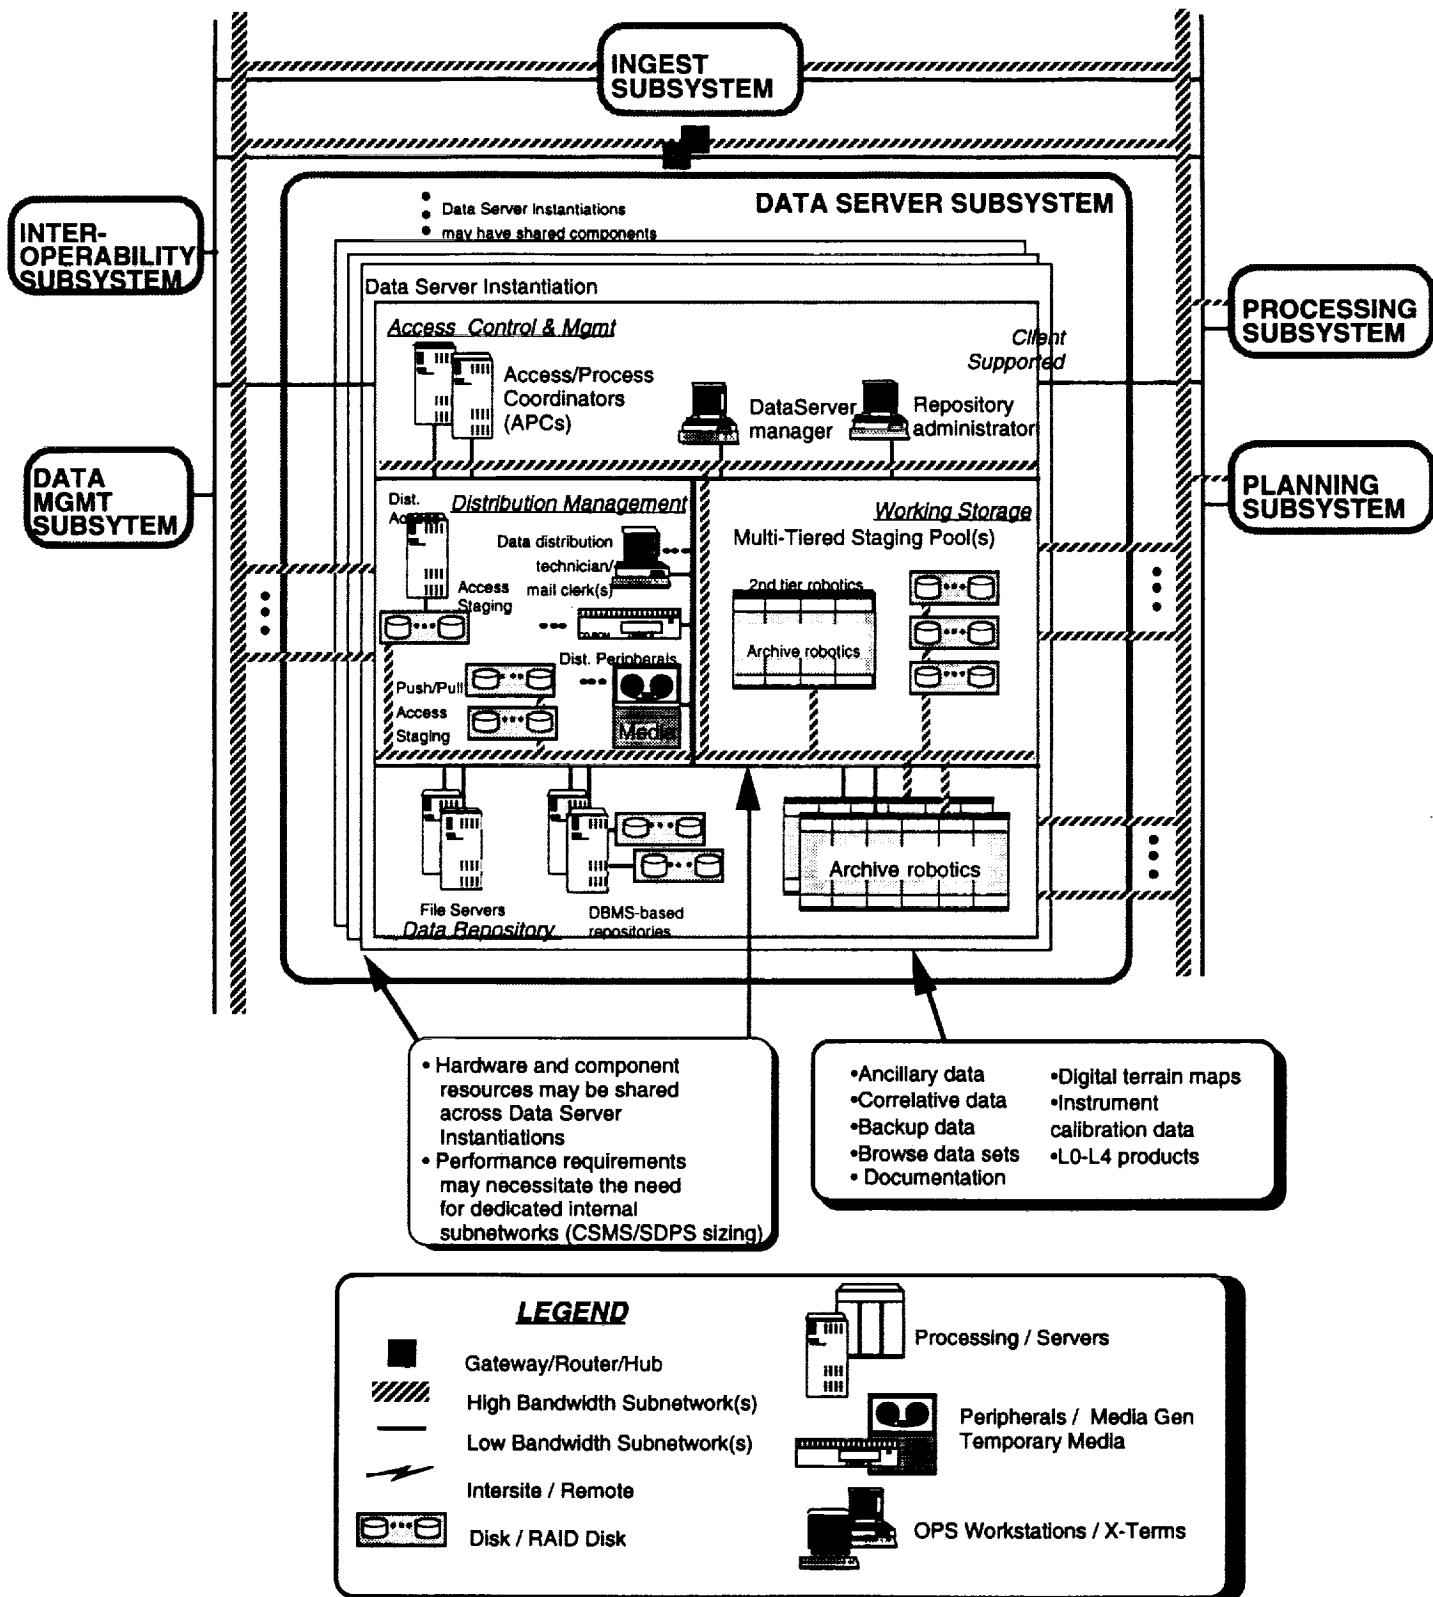 INGEST
SUBSYSTEM
DATA SERVER SUBSYSTEM
• Data Server Instantiations
• may have shared components
INTER-
OPERABILITY
SUBSYSTEM
Data Server Instantiation
PROCESSING
SUBSYSTEM
Access Control & Mgmt
Client
Supported
Access/Process
Coordinators
(APCs)
DataServer
manager
Repository
administrator
DATA
MGMT
SUBSYTEM
PLANNING
SUBSYSTEM
Dist.
Distribution Management
Data distribution
technician/
mail clerk(s)
Access
Staging
CD-ROM
Dist. Peripherals
Push/Pull
Access
Staging
Media
Working Storage
Multi-Tiered Staging Pool(s)
2nd tier robotics
Archive robotics
File Servers
Data Repository
DBMS-based
repositories
Archive robotics
• Hardware and component
resources may be shared
across Data Server
Instantiations
• Performance requirements
may necessitate the need
for dedicated internal
subnetworks (CSMS/SDPS sizing)
•Ancillary data
•Correlative data
•Backup data
•Browse data sets
• Documentation
•Digital terrain maps
•Instrument
calibration data
•L0-L4 products
LEGEND
Gateway/Router/Hub
High Bandwidth Subnetwork(s)
Low Bandwidth Subnetwork(s)
Intersite / Remote
Disk / RAID Disk
Processing / Servers
Peripherals / Media Gen
Temporary Media
OPS Workstations / X-Terms